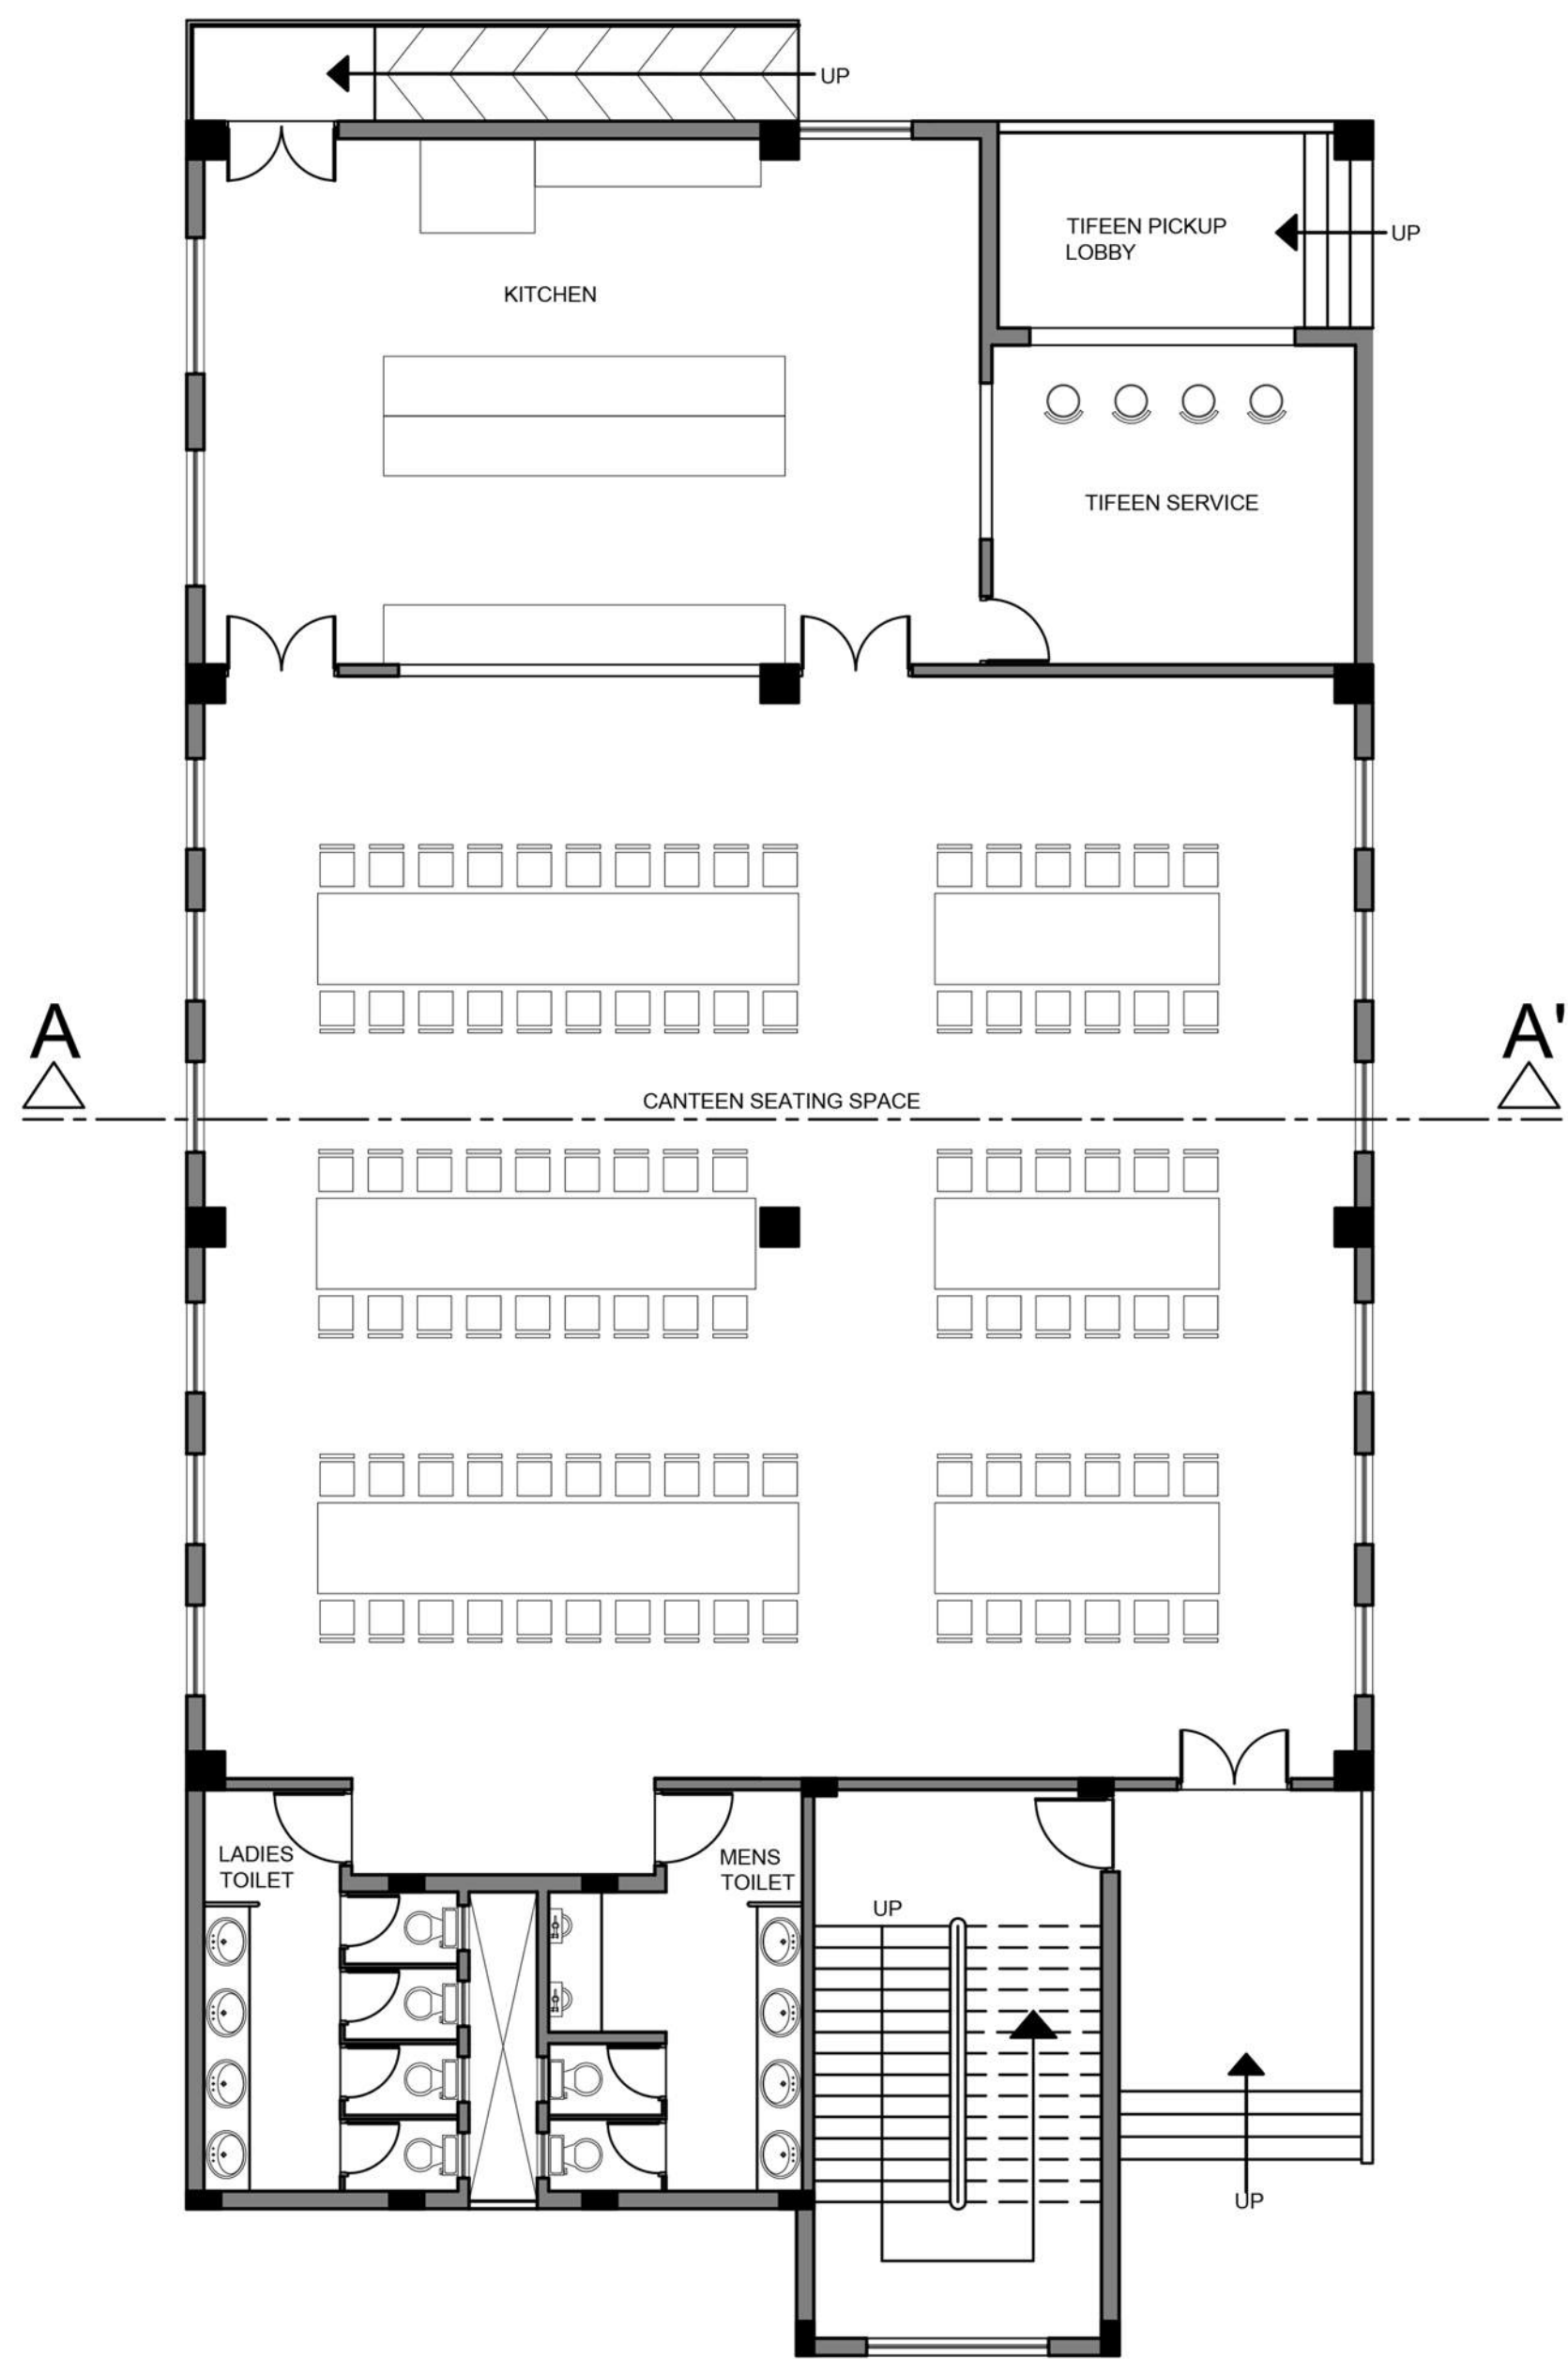 UP
TIFEEN PICKUP
LOBBY
UP
KITCHEN
TIFEEN SERVICE
A
A'
CANTEEN SEATING SPACE
LADIES
TOILET
MENS
TOILET
UP
UP